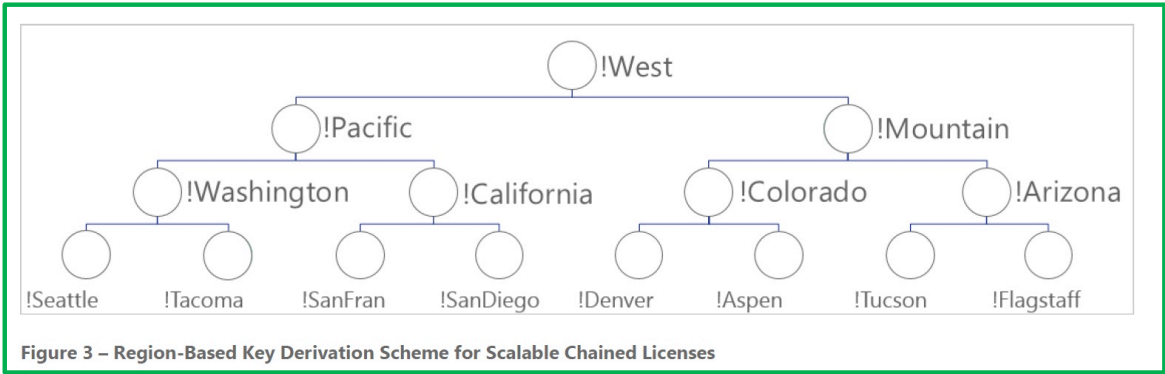 !West
!Pacific !Mountain
!Washington !California !Colorado !Arizona
!Seattle !Tacoma !SanFran !SanDiego !Denver !Aspen !Tucson !Flagstaff
Figure 3 – Region-Based Key Derivation Scheme for Scalable Chained Licenses